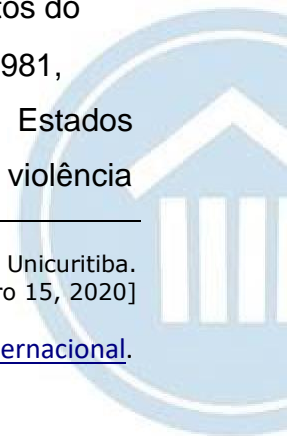 tos do
981,
Estados
violência
Unicuritiba.
ro 15, 2020]
ernacional.